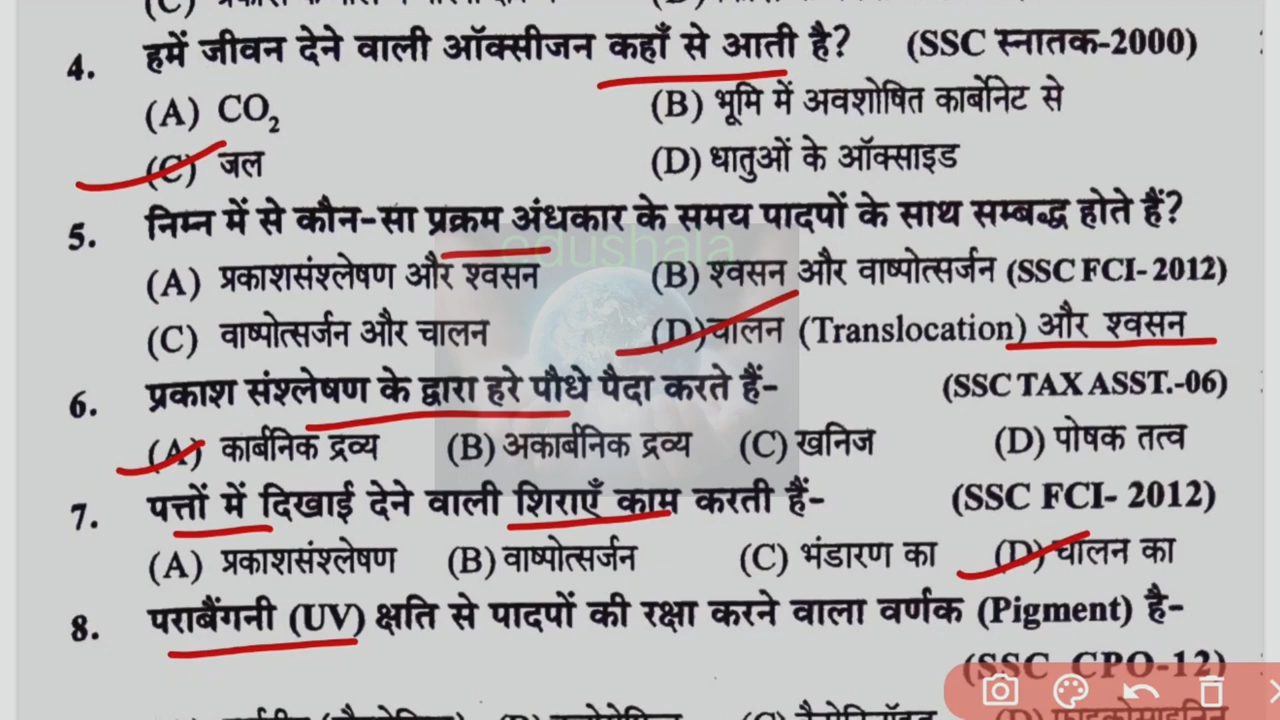 4. हमें जीवन देने वाली ऑक्सीजन कहाँ से आती है? (SSC स्नातक-2000)
(A) CO₂ (B) भूमि में अवशोषित कार्बोनेट से
(C) जल (D) धातुओं के ऑक्साइड
5. निम्न में से कौन-सा प्रक्रम अंधकार के समय पादपों के साथ सम्बद्ध होते हैं?
edushala
(A) प्रकाशसंश्लेषण और श्वसन (B) श्वसन और वाष्पोत्सर्जन (SSC FCI- 2012)
(C) वाष्पोत्सर्जन और चालन (D) चालन (Translocation) और श्वसन
6. प्रकाश संश्लेषण के द्वारा हरे पौधे पैदा करते हैं- (SSC TAX ASST.-06)
(A) कार्बनिक द्रव्य (B) अकार्बनिक द्रव्य (C) खनिज (D) पोषक तत्व
7. पत्तों में दिखाई देने वाली शिराएँ काम करती हैं- (SSC FCI- 2012)
(A) प्रकाशसंश्लेषण (B) वाष्पोत्सर्जन (C) भंडारण का (D) चालन का
8. पराबैंगनी (UV) क्षति से पादपों की रक्षा करने वाला वर्णक (Pigment) है-
(SSC CPO-12)